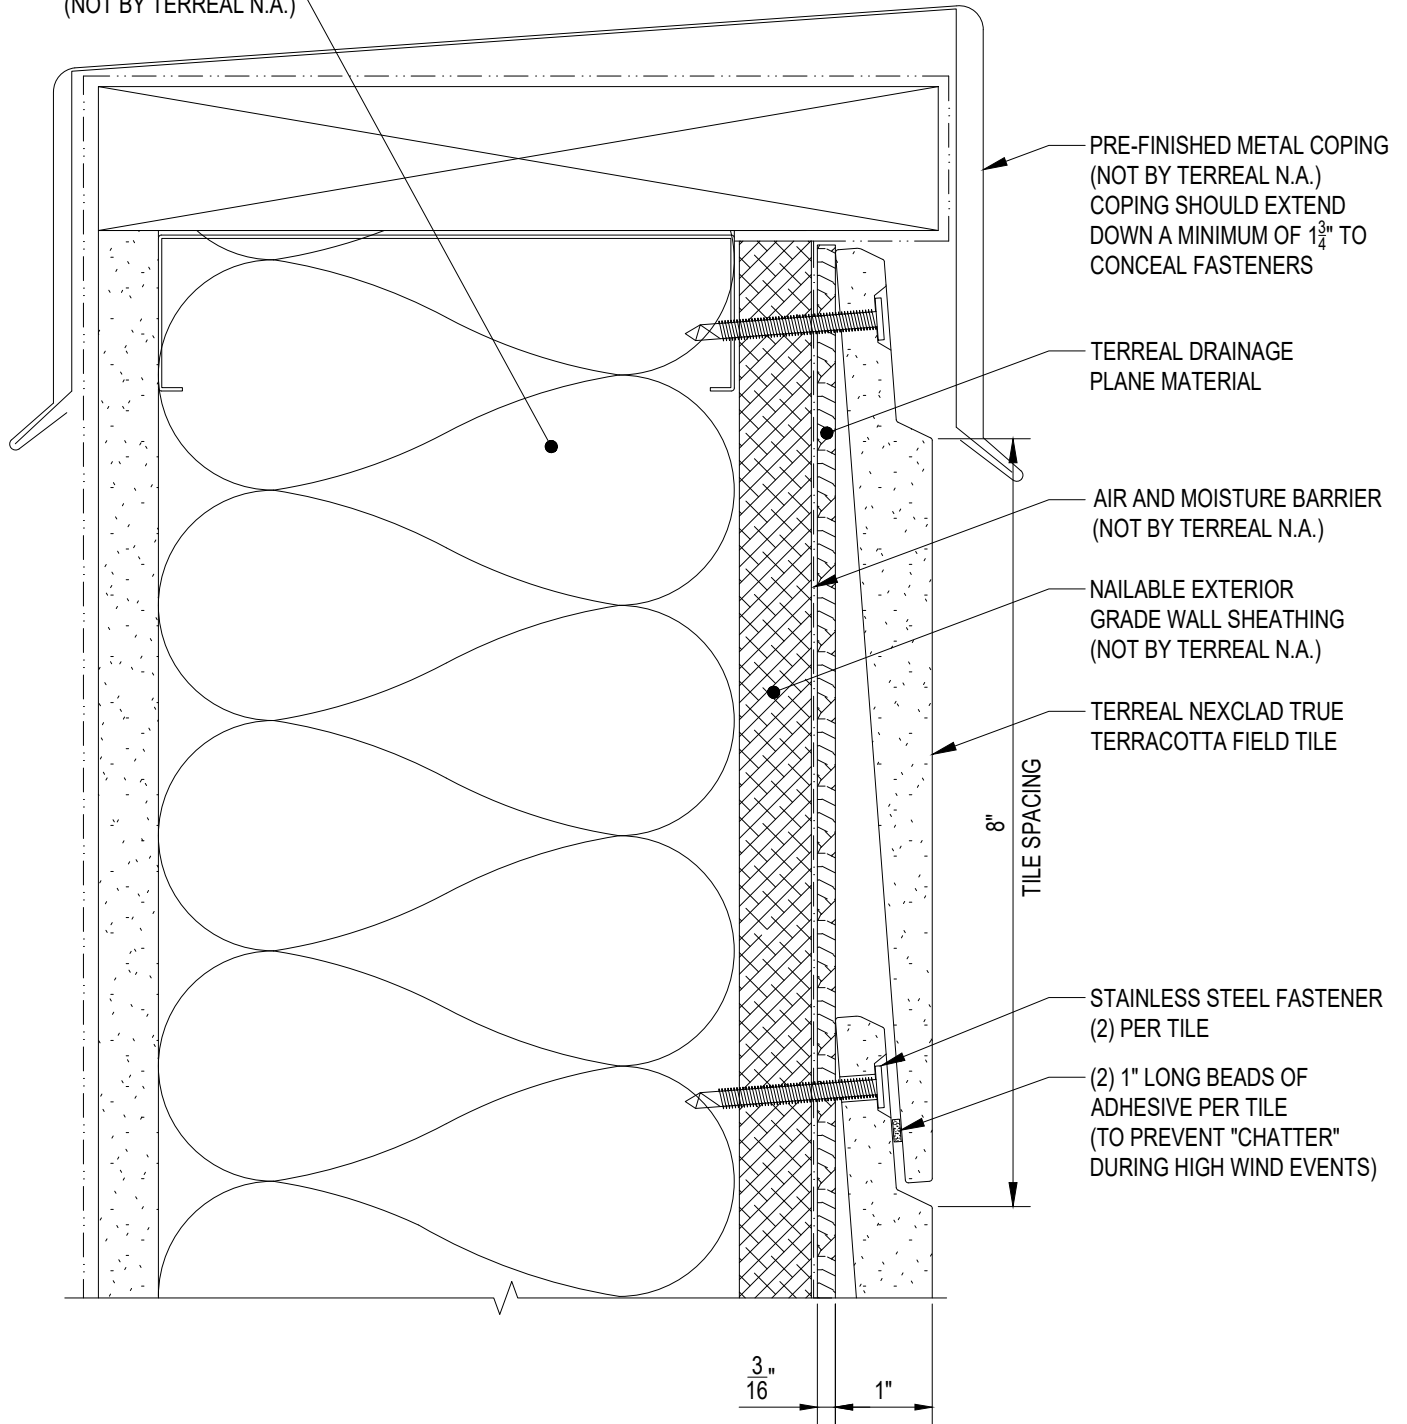 (NOT BY TERREAL N.A.)
PRE-FINISHED METAL COPING
(NOT BY TERREAL N.A.)
COPING SHOULD EXTEND
DOWN A MINIMUM OF 1 3/4" TO
CONCEAL FASTENERS
TERREAL DRAINAGE
PLANE MATERIAL
AIR AND MOISTURE BARRIER
(NOT BY TERREAL N.A.)
NAILABLE EXTERIOR
GRADE WALL SHEATHING
(NOT BY TERREAL N.A.)
TERREAL NEXCLAD TRUE
TERRACOTTA FIELD TILE
8"
TILE SPACING
STAINLESS STEEL FASTENER
(2) PER TILE
(2) 1" LONG BEADS OF
ADHESIVE PER TILE
(TO PREVENT "CHATTER"
DURING HIGH WIND EVENTS)
3/16"
1"